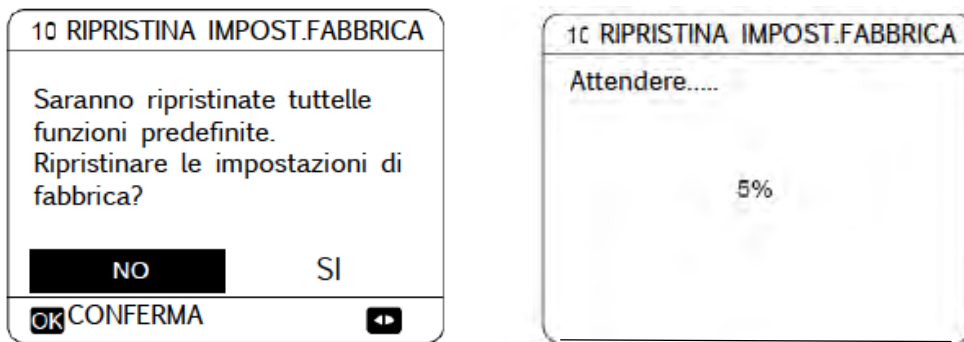 10 RIPRISTINA IMPOST.FABBRICA
Saranno ripristinate tuttelle
funzioni predefinite.
Ripristinare le impostazioni di
fabbrica?
NO SI
OK CONFERMA
10 RIPRISTINA IMPOST.FABBRICA
Attendere.....
5%